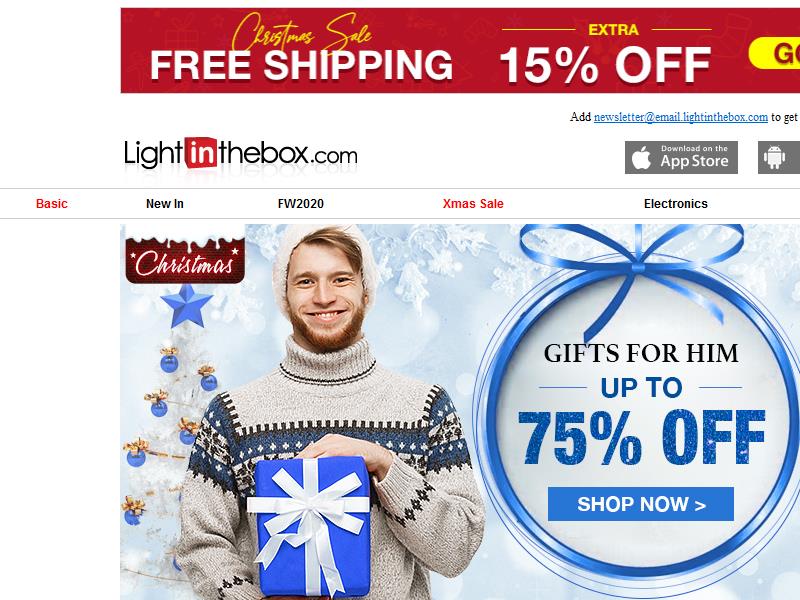 Christmas Sale
FREE SHIPPING
EXTRA
15% OFF
Add newsletter@email.lightinthebox.com to get
Lightinthebox.com
Download on the
App Store
Basic
New In
FW2020
Xmas Sale
Electronics
Christmas
GIFTS FOR HIM
UP TO
75% OFF
SHOP NOW >